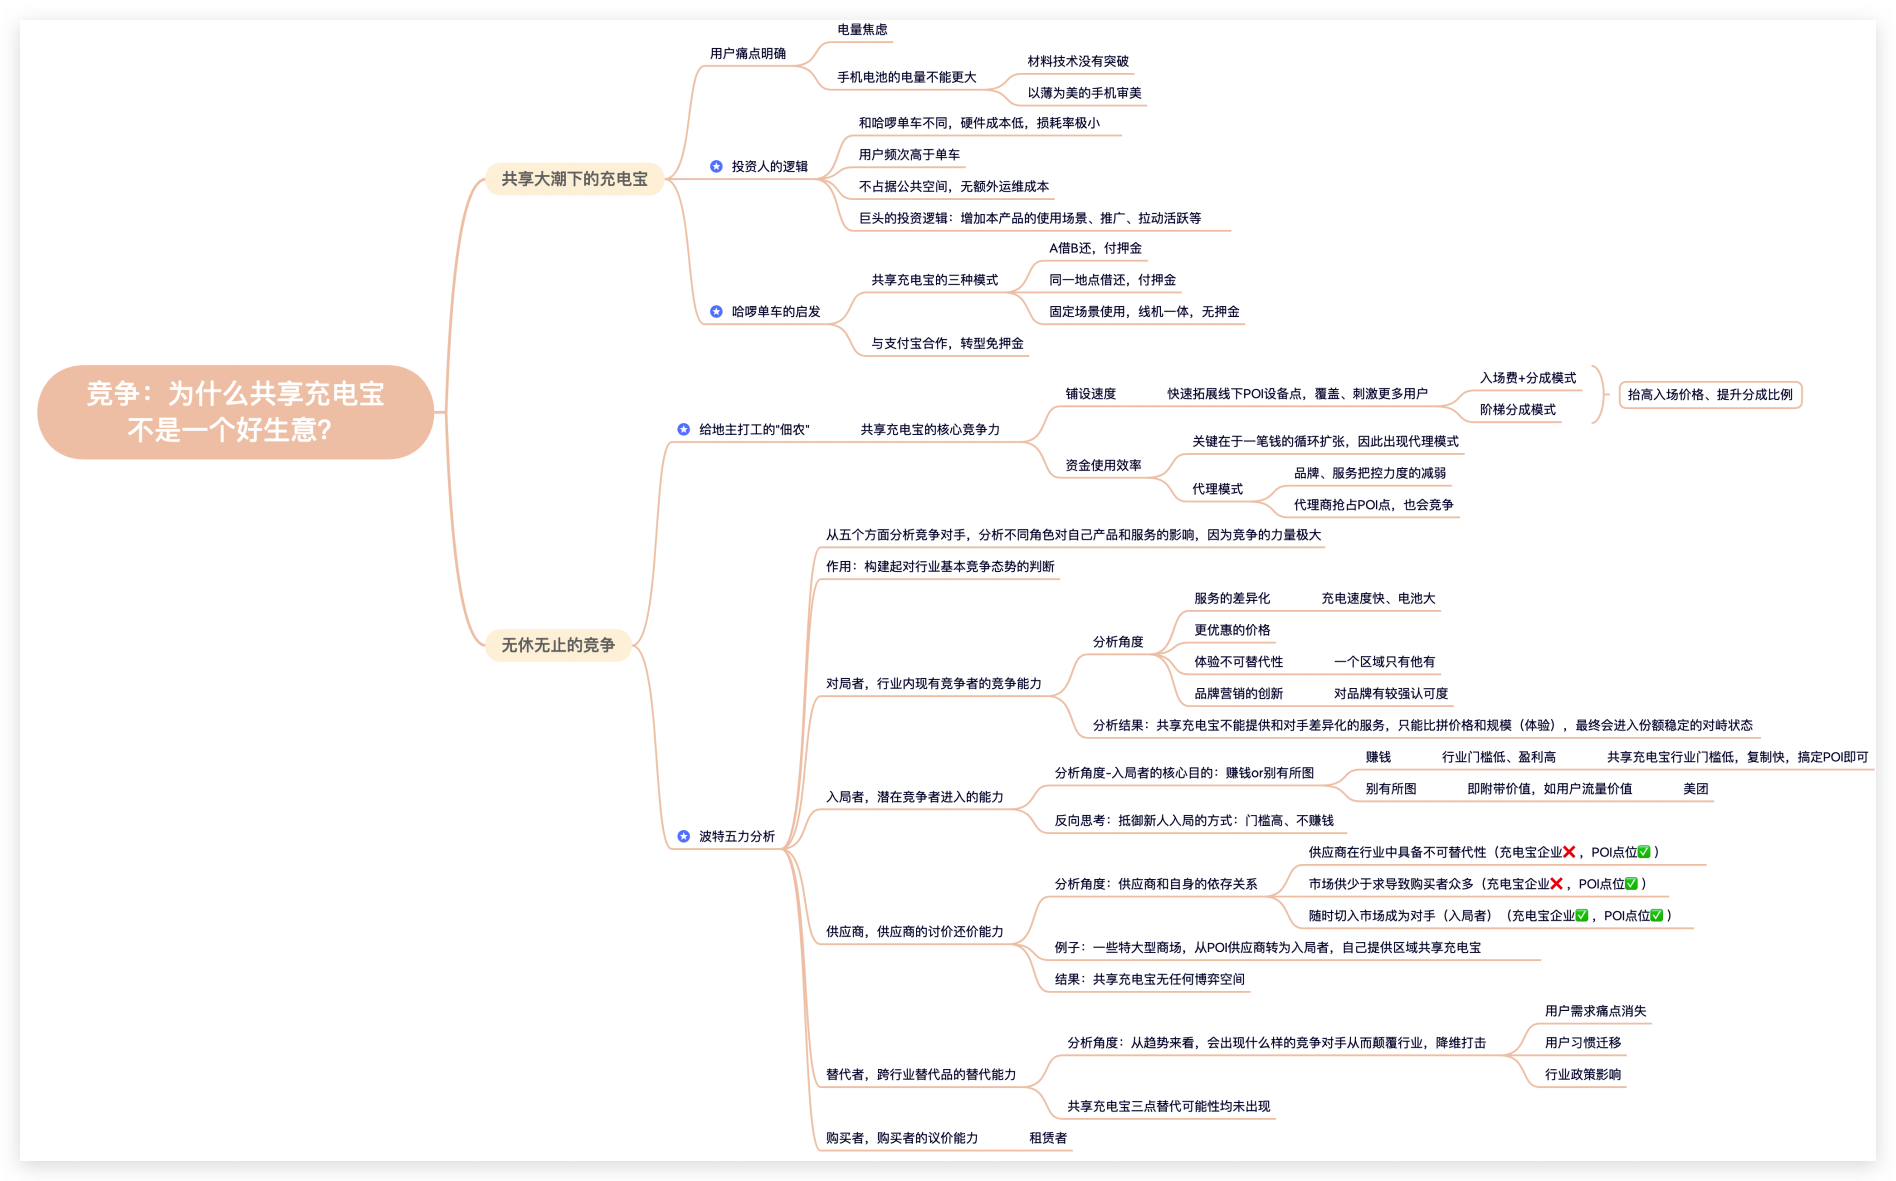 竞争：为什么共享充电宝
不是一个好生意？
共享大潮下的充电宝
用户痛点明确
电量焦虑
手机电池的电量不能更大
材料技术没有突破
以薄为美的手机审美
投资人的逻辑
和哈啰单车不同，硬件成本低，损耗率极小
用户频次高于单车
不占据公共空间，无额外运维成本
巨头的投资逻辑：增加本产品的使用场景、推广、拉动活跃等
哈啰单车的启发
共享充电宝的三种模式
A借B还，付押金
同一地点借还，付押金
固定场景使用，线机一体，无押金
与支付宝合作，转型免押金
无休无止的竞争
给地主打工的"佃农"
共享充电宝的核心竞争力
铺设速度
快速拓展线下POI设备点，覆盖、刺激更多用户
入场费+分成模式
阶梯分成模式
抬高入场价格、提升分成比例
资金使用效率
关键在于一笔钱的循环扩张，因此出现代理模式
代理模式
品牌、服务把控力度的减弱
代理商抢占POI点，也会竞争
波特五力分析
从五个方面分析竞争对手，分析不同角色对自己产品和服务的影响，因为竞争的力量极大
作用：构建起对行业基本竞争态势的判断
对局者，行业内现有竞争者的竞争能力
分析角度
服务的差异化
充电速度快、电池大
更优惠的价格
体验不可替代性
一个区域只有他有
品牌营销的创新
对品牌有较强认可度
分析结果：共享充电宝不能提供和对手差异化的服务，只能比拼价格和规模（体验），最终会进入份额稳定的对峙状态
入局者，潜在竞争者进入的能力
分析角度-入局者的核心目的：赚钱or别有所图
赚钱
行业门槛低、盈利高
共享充电宝行业门槛低，复制快，搞定POI即可
别有所图
即附带价值，如用户流量价值
美团
反向思考：抵御新人入局的方式：门槛高、不赚钱
供应商，供应商的讨价还价能力
分析角度：供应商和自身的依存关系
供应商在行业中具备不可替代性（充电宝企业❌，POI点位✅）
市场供少于求导致购买者众多（充电宝企业❌，POI点位✅）
随时切入市场成为对手（入局者）（充电宝企业✅，POI点位✅）
例子：一些特大型商场，从POI供应商转为入局者，自己提供区域共享充电宝
结果：共享充电宝无任何博弈空间
替代者，跨行业替代品的替代能力
分析角度：从趋势来看，会出现什么样的竞争对手从而颠覆行业，降维打击
用户需求痛点消失
用户习惯迁移
行业政策影响
共享充电宝三点替代可能性均未出现
购买者，购买者的议价能力
租赁者